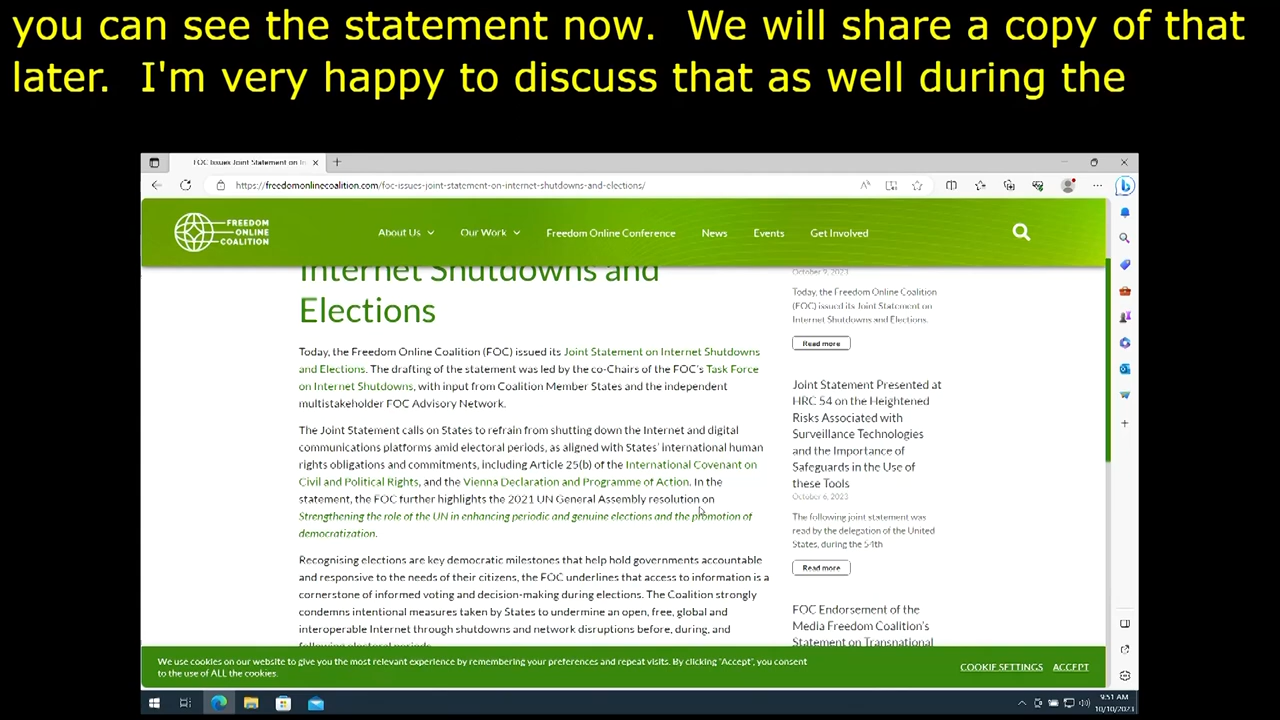 you can see the statement now. We will share a copy of that
later. I'm very happy to discuss that as well during the
FOC Issues Joint Statement on In
https://freedomonlinecoalition.com/foc-issues-joint-statement-on-internet-shutdowns-and-elections/
FREEDOM
ONLINE
COALITION
About Us
Our Work
Freedom Online Conference
News
Events
Get Involved
Internet Shutdowns and
Elections
Today, the Freedom Online Coalition (FOC) issued its Joint Statement on Internet Shutdowns
and Elections. The drafting of the statement was led by the co-Chairs of the FOC's Task Force
on Internet Shutdowns, with input from Coalition Member States and the independent
multistakeholder FOC Advisory Network.
The Joint Statement calls on States to refrain from shutting down the Internet and digital
communications platforms amid electoral periods, as aligned with States' international human
rights obligations and commitments, including Article 25(b) of the International Covenant on
Civil and Political Rights, and the Vienna Declaration and Programme of Action. In the
statement, the FOC further highlights the 2021 UN General Assembly resolution on
Strengthening the role of the UN in enhancing periodic and genuine elections and the promotion of
democratization.
Recognising elections are key democratic milestones that help hold governments accountable
and responsive to the needs of their citizens, the FOC underlines that access to information is a
cornerstone of informed voting and decision-making during elections. The Coalition strongly
condemns intentional measures taken by States to undermine an open, free, global and
interoperable Internet through shutdowns and network disruptions before, during, and
following electoral periods.
October 9, 2023
Today, the Freedom Online Coalition
(FOC) issued its Joint Statement on
Internet Shutdowns and Elections.
Read more
Joint Statement Presented at
HRC 54 on the Heightened
Risks Associated with
Surveillance Technologies
and the Importance of
Safeguards in the Use of
these Tools
October 6, 2023
The following joint statement was
read by the delegation of the United
States, during the 54th
Read more
FOC Endorsement of the
Media Freedom Coalition's
Statement on Transnational
We use cookies on our website to give you the most relevant experience by remembering your preferences and repeat visits. By clicking "Accept", you consent
to the use of ALL the cookies.
COOKIE SETTINGS
ACCEPT
9:51 AM
10/10/2023